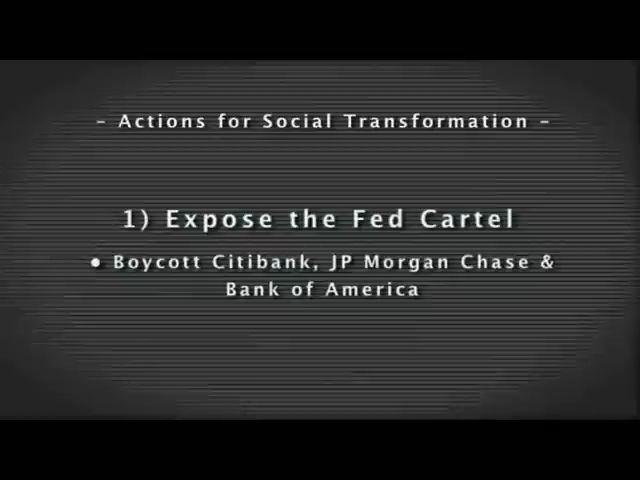 – Actions for Social Transformation –
1) Expose the Fed Cartel
● Boycott Citibank, JP Morgan Chase &
Bank of America